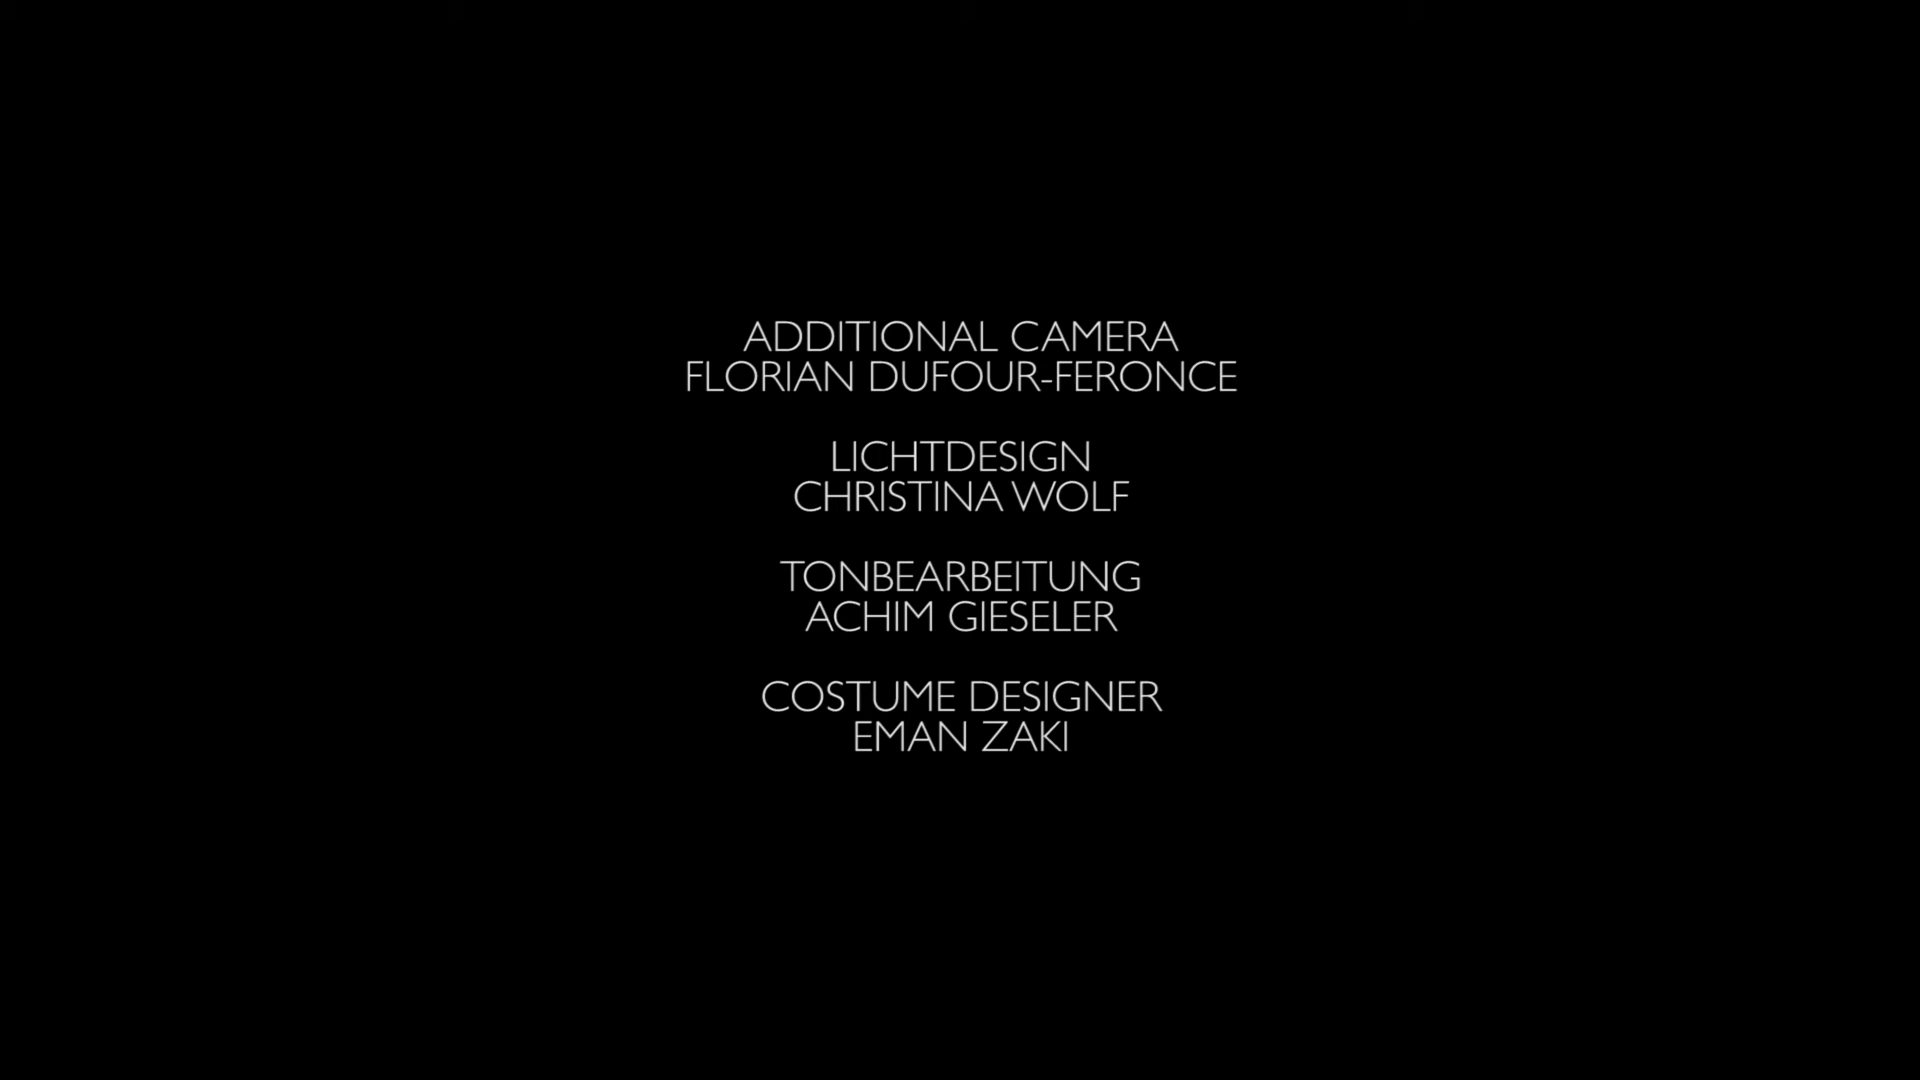 ADDITIONAL CAMERA
FLORIAN DUFOUR-FERONCE
LICHTDESIGN
CHRISTINA WOLF
TONBEARBEITUNG
ACHIM GIESELER
COSTUME DESIGNER
EMAN ZAKI